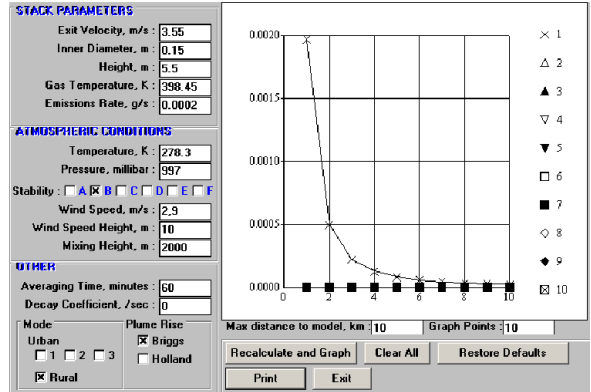 STACK PARAMETERS
Exit Velocity, m/s : 3.55
Inner Diameter, m : 0.15
Height, m : 5.5
Gas Temperature, K : 398.45
Emissions Rate, g/s : 0.0002
ATMOSPHERIC CONDITIONS
Temperature, K : 278.3
Pressure, millibar : 997
Stability : A B C D E F
Wind Speed, m/s : 2,9
Wind Speed Height, m : 10
Mixing Height, m : 2000
OTHER
Averaging Time, minutes : 60
Decay Coefficient, /sec : 0
Mode
Urban
1 2 3
Rural
Plume Rise
Briggs
Holland
0.0020
0.0015
0.0010
0.0005
0.0000
0 2 4 6 8 10
1
2
3
4
5
6
7
8
9
10
Max distance to model, km : 10 Graph Points : 10
Recalculate and Graph Clear All Restore Defaults
Print Exit